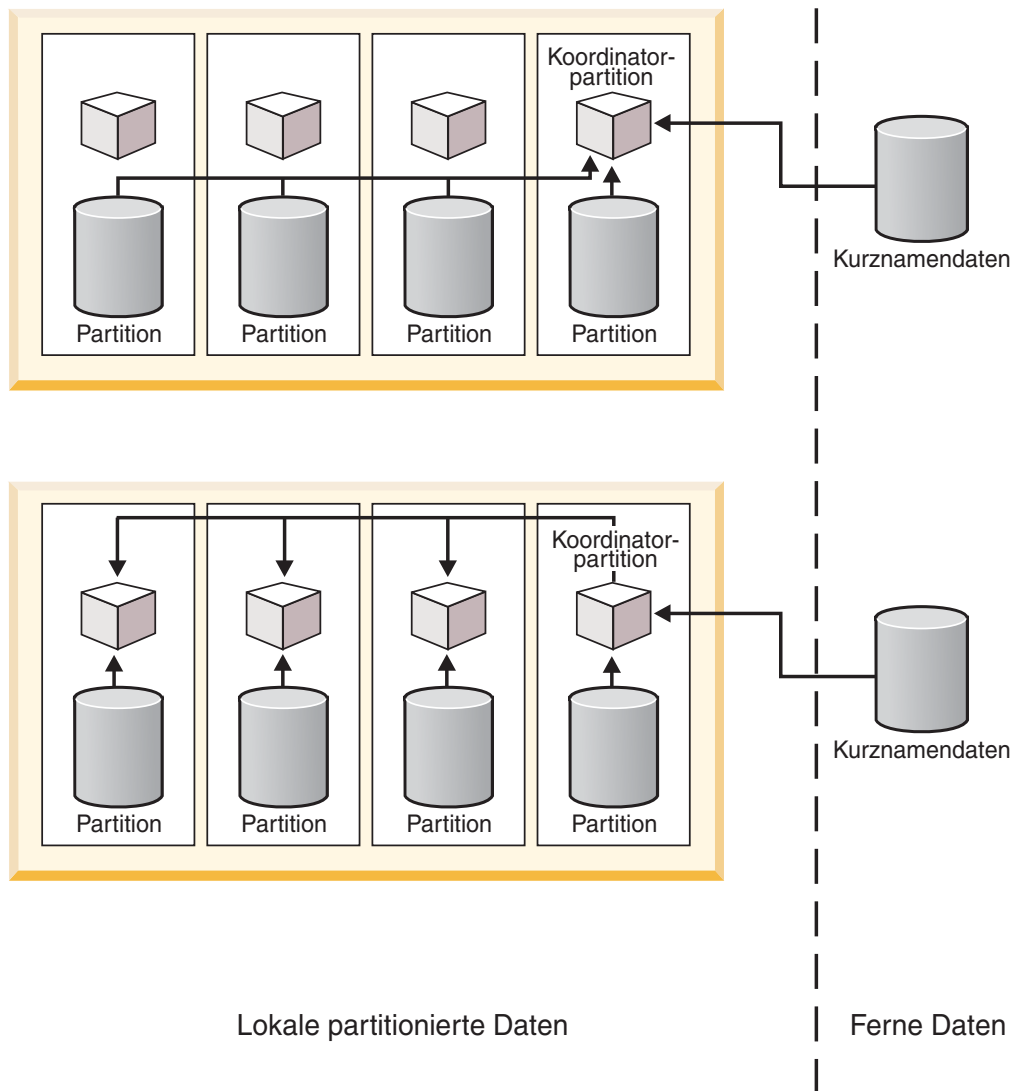 Koordinator-
partition
Kurznamendaten
Partition
Partition
Partition
Partition
Koordinator-
partition
Kurznamendaten
Partition
Partition
Partition
Partition
Lokale partitionierte Daten
Ferne Daten